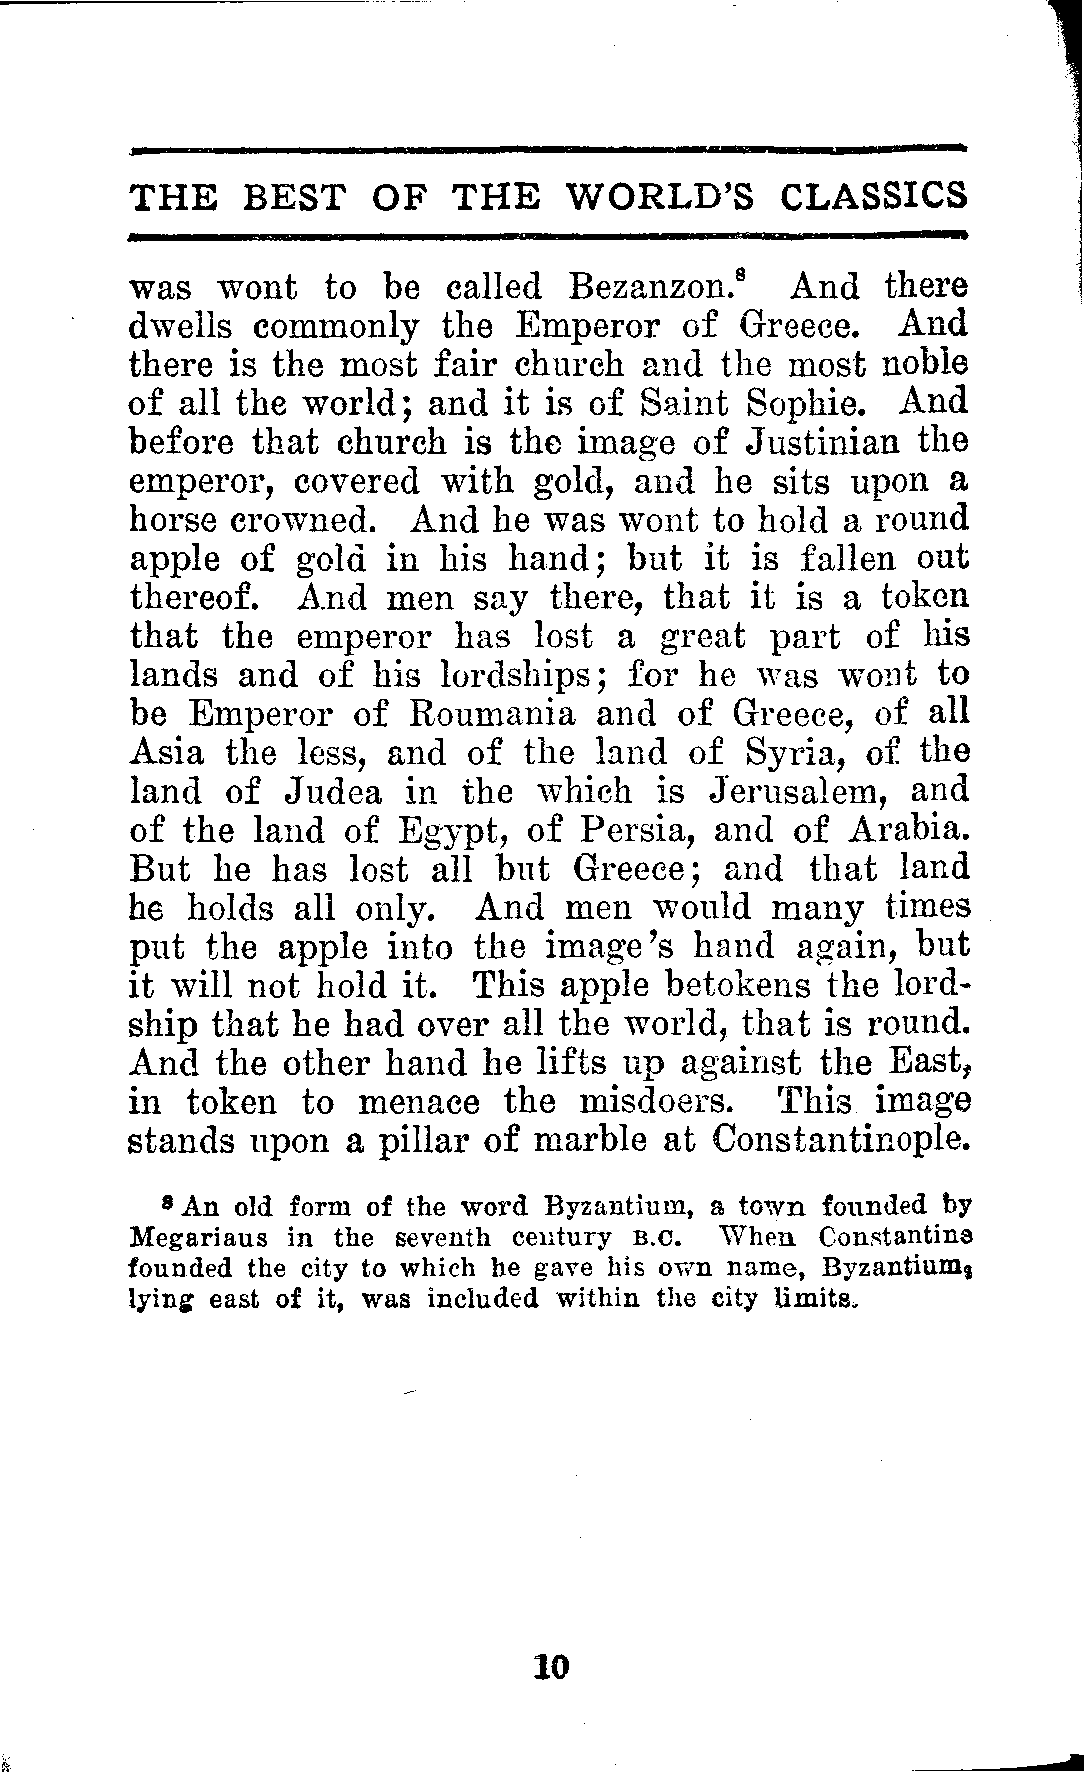 THE BEST OF THE WORLD'S CLASSICS
was wont to be called Bezanzon.⁸ And there
dwells commonly the Emperor of Greece. And
there is the most fair church and the most noble
of all the world; and it is of Saint Sophie. And
before that church is the image of Justinian the
emperor, covered with gold, and he sits upon a
horse crowned. And he was wont to hold a round
apple of gold in his hand; but it is fallen out
thereof. And men say there, that it is a token
that the emperor has lost a great part of his
lands and of his lordships; for he was wont to
be Emperor of Roumania and of Greece, of all
Asia the less, and of the land of Syria, of the
land of Judea in the which is Jerusalem, and
of the land of Egypt, of Persia, and of Arabia.
But he has lost all but Greece; and that land
he holds all only. And men would many times
put the apple into the image's hand again, but
it will not hold it. This apple betokens the lord-
ship that he had over all the world, that is round.
And the other hand he lifts up against the East,
in token to menace the misdoers. This image
stands upon a pillar of marble at Constantinople.
⁸ An old form of the word Byzantium, a town founded by
Megarians in the seventh century B.C. When Constantine
founded the city to which he gave his own name, Byzantium,
lying east of it, was included within the city limits.
10